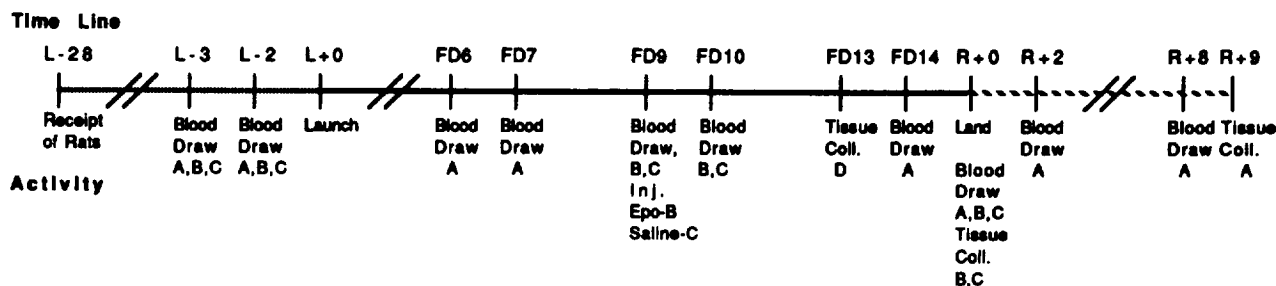 Time Line
L-28 L-3 L-2 L+0 FD6 FD7 FD9 FD10 FD13 FD14 R+0 R+2 R+8 R+9
Receipt Blood Blood Launch Blood Blood Blood Blood Tissue Blood Land Blood Blood Tissue
of Rats Draw Draw Draw Draw Draw, Draw Coll. Draw Draw Draw Coll.
A,B,C A,B,C A A B,C B,C D A Blood A A A
Activity
Inj. Draw
Epo-B A,B,C
Saline-C Tissue
Coll.
B,C